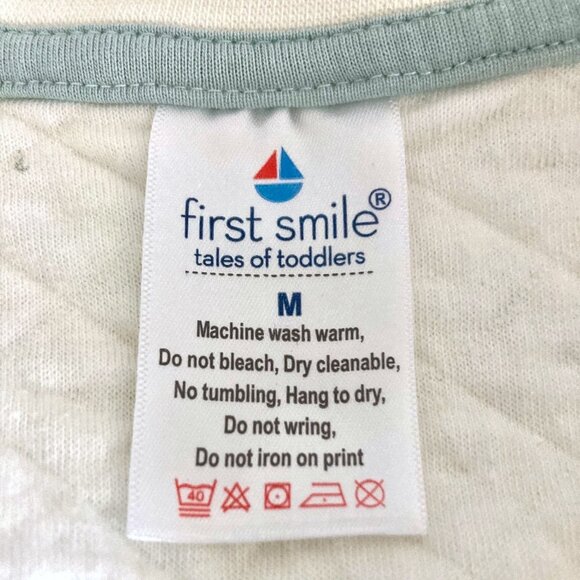 first smile®
tales of toddlers
M
Machine wash warm,
Do not bleach, Dry cleanable,
No tumbling, Hang to dry,
Do not wring,
Do not iron on print
40